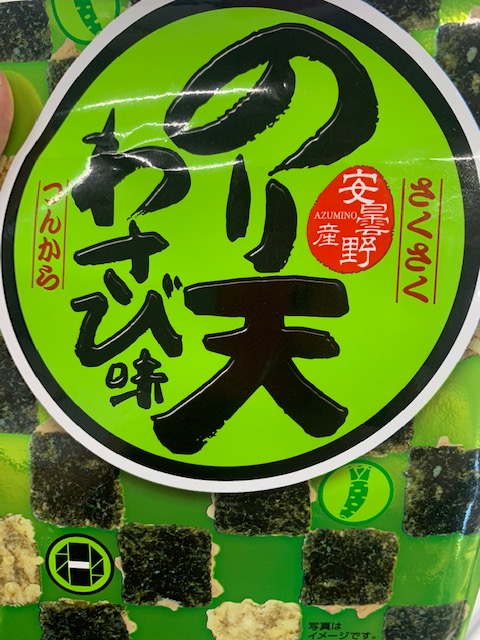 さくさく
のり天
安曇野
AZUMINO
産
わさび味
つんから
写真は
イメージです。